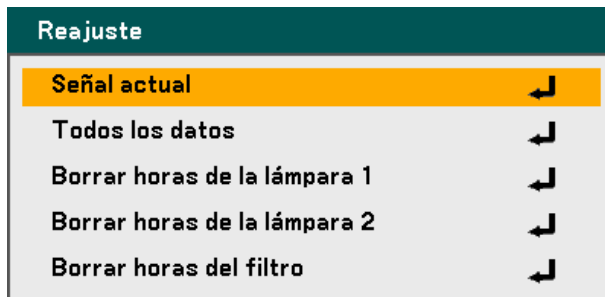 Reajuste
Señal actual
Todos los datos
Borrar horas de la lámpara 1
Borrar horas de la lámpara 2
Borrar horas del filtro